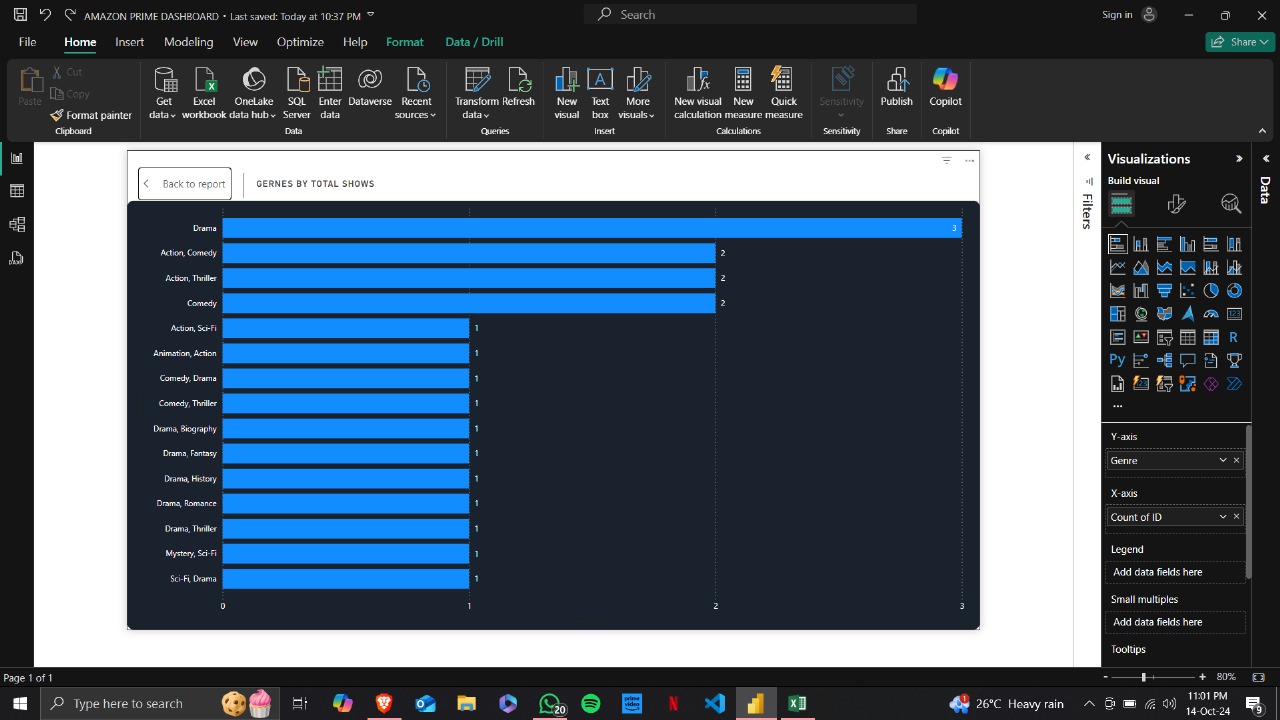 AMAZON PRIME DASHBOARD • Last saved: Today at 10:37 PM
Search
Sign in
File Home Insert Modeling View Optimize Help Format Data / Drill
Share
Paste
Cut
Copy
Format painter
Clipboard
Get data
Excel workbook
OneLake data hub
SQL Server
Enter data
Dataverse
Recent sources
Data
Transform data
Refresh
Queries
New visual
Text box
More visuals
Insert
New visual calculation
New measure
Quick measure
Calculations
Sensitivity
Sensitivity
Publish
Share
Copilot
Copilot
Back to report
GERNES BY TOTAL SHOWS
Drama 3
Action, Comedy 2
Action, Thriller 2
Comedy 2
Action, Sci-Fi 1
Animation, Action 1
Comedy, Drama 1
Comedy, Thriller 1
Drama, Biography 1
Drama, Fantasy 1
Drama, History 1
Drama, Romance 1
Drama, Thriller 1
Mystery, Sci-Fi 1
Sci-Fi, Drama 1
0 1 2 3
Filters
Visualizations
Build visual
123
R
Py
Y-axis
Genre
X-axis
Count of ID
Legend
Add data fields here
Small multiples
Add data fields here
Tooltips
Data
Page 1 of 1
- + 80%
Type here to search
20
prime video
N
26°C Heavy rain
11:01 PM
14-Oct-24
9